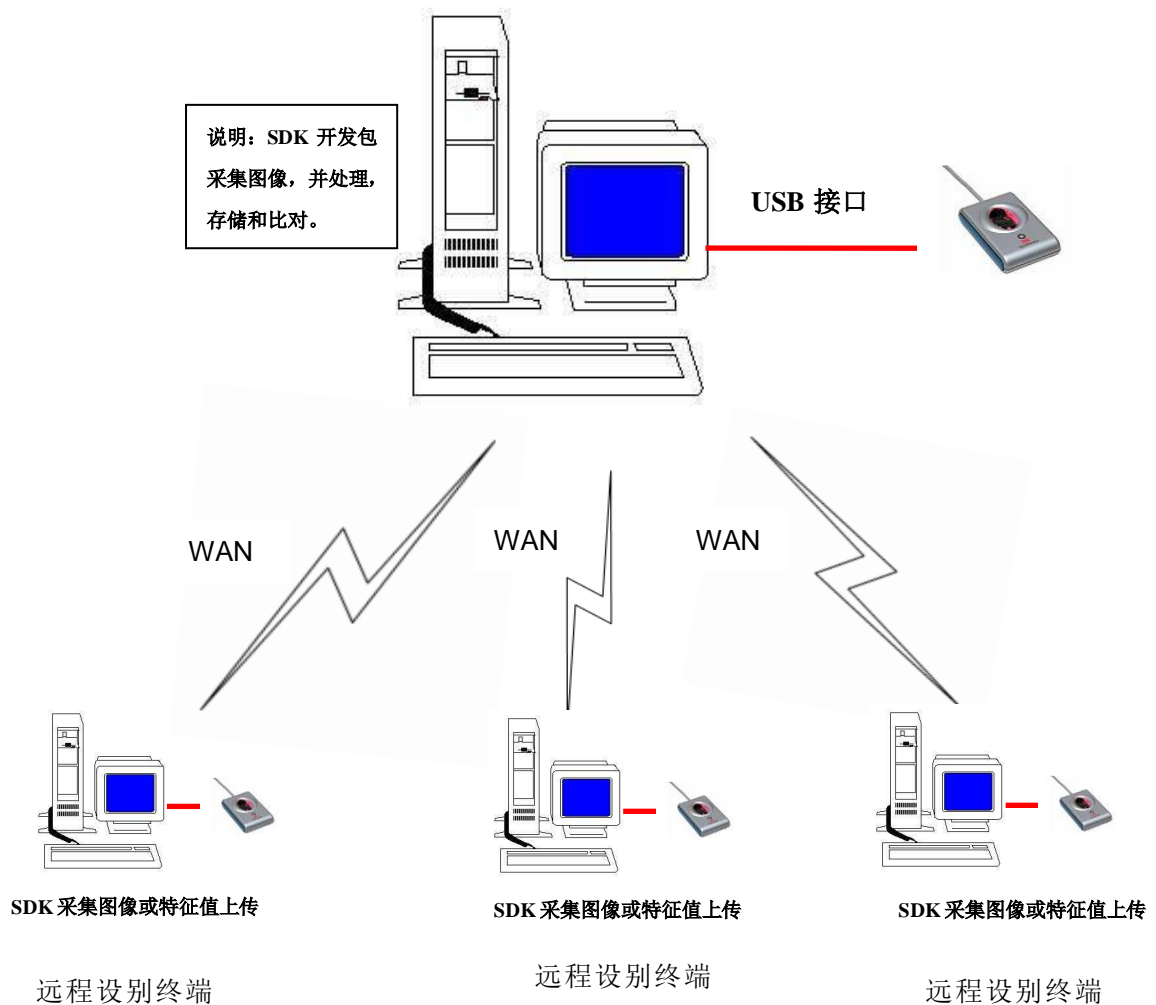 说明：SDK 开发包
采集图像，并处理，
存储和比对。
USB 接口
WAN
WAN
WAN
SDK 采集图像或特征值上传
SDK 采集图像或特征值上传
SDK 采集图像或特征值上传
远程设别终端
远程设别终端
远程设别终端